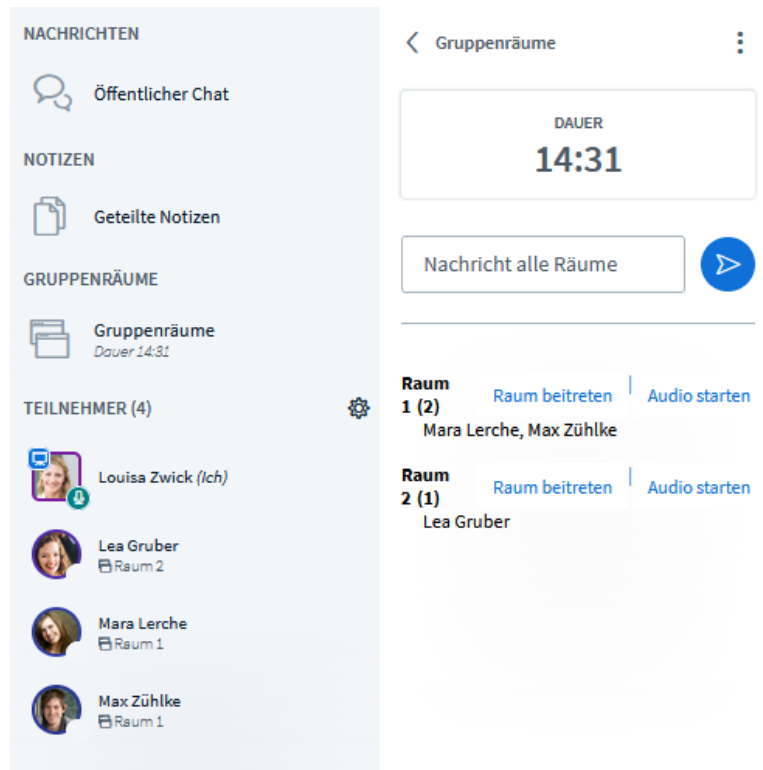 NACHRICHTEN
Öffentlicher Chat
NOTIZEN
Geteilte Notizen
GRUPPENRÄUME
Gruppenräume
Dauer 14:31
TEILNEHMER (4)
Louisa Zwick (Ich)
Lea Gruber
Raum 2
Mara Lerche
Raum 1
Max Zühlke
Raum 1
Gruppenräume
DAUER
14:31
Nachricht alle Räume
Raum
1 (2)
Raum beitreten | Audio starten
Mara Lerche, Max Zühlke
Raum
2 (1)
Raum beitreten | Audio starten
Lea Gruber